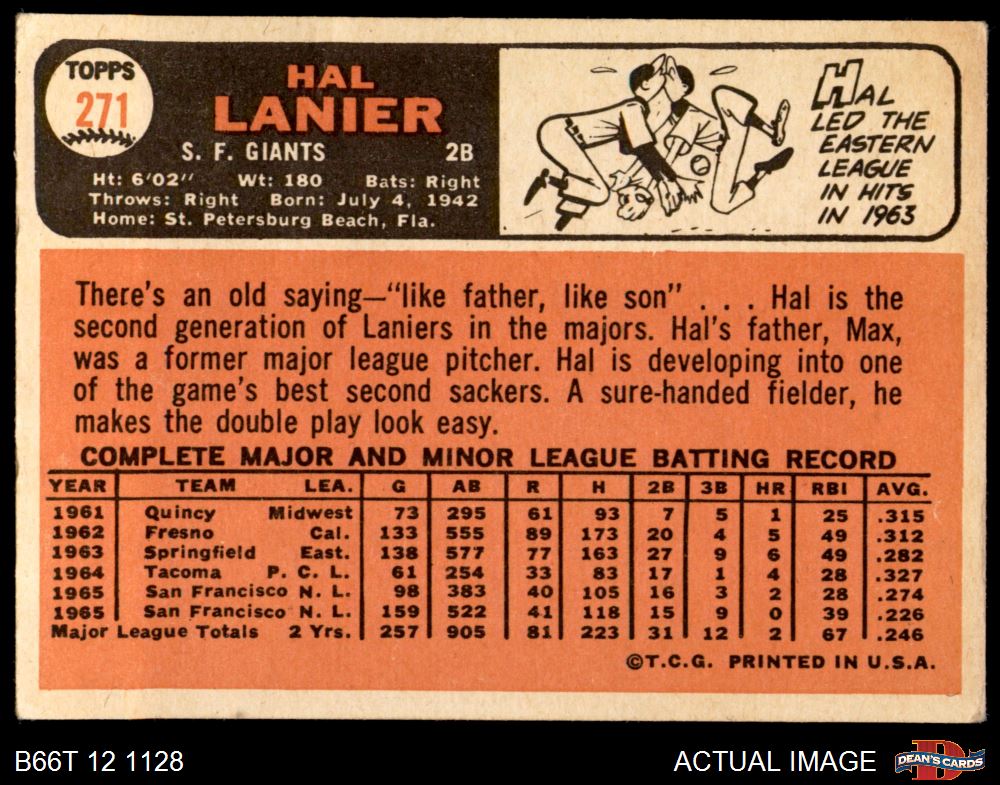 TOPPS
271
HAL
LANIER
S. F. GIANTS 2B
Ht: 6'02" Wt: 180 Bats: Right
Throws: Right Born: July 4, 1942
Home: St. Petersburg Beach, Fla.
HAL
LED THE
EASTERN
LEAGUE
IN HITS
IN 1963
There's an old saying—"like father, like son" . . . Hal is the
second generation of Laniers in the majors. Hal's father, Max,
was a former major league pitcher. Hal is developing into one
of the game's best second sackers. A sure-handed fielder, he
makes the double play look easy.
COMPLETE MAJOR AND MINOR LEAGUE BATTING RECORD
YEAR TEAM LEA. G AB R H 2B 3B HR RBI AVG.
1961 Quincy Midwest 73 295 61 93 7 5 1 25 .315
1962 Fresno Cal. 133 555 89 173 20 4 5 49 .312
1963 Springfield East. 138 577 77 163 27 9 6 49 .282
1964 Tacoma P. C. L. 61 254 33 83 17 1 4 28 .327
1965 San Francisco N. L. 98 383 40 105 16 3 2 28 .274
1965 San Francisco N. L. 159 522 41 118 15 9 0 39 .226
Major League Totals 2 Yrs. 257 905 81 223 31 12 2 67 .246
©T.C.G. PRINTED IN U.S.A.
B66T 12 1128
ACTUAL IMAGE
D
DEAN'S CARDS